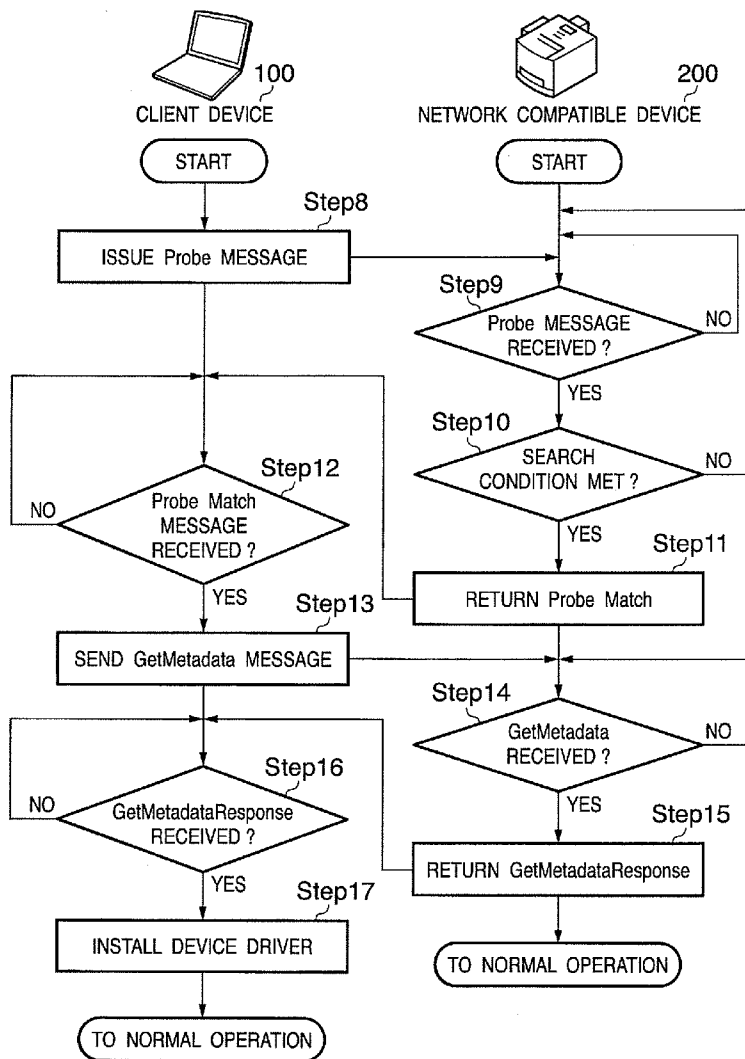 100
CLIENT DEVICE
200
NETWORK COMPATIBLE DEVICE
START
START
Step8
ISSUE Probe MESSAGE
Step9
Probe MESSAGE
RECEIVED ?
NO
YES
Step10
SEARCH
CONDITION MET ?
NO
YES
Step12
Probe Match
MESSAGE
RECEIVED ?
NO
YES
Step11
RETURN Probe Match
Step13
SEND GetMetadata MESSAGE
Step14
GetMetadata
RECEIVED ?
NO
YES
Step16
GetMetadataResponse
RECEIVED ?
NO
YES
Step15
RETURN GetMetadataResponse
Step17
INSTALL DEVICE DRIVER
TO NORMAL OPERATION
TO NORMAL OPERATION